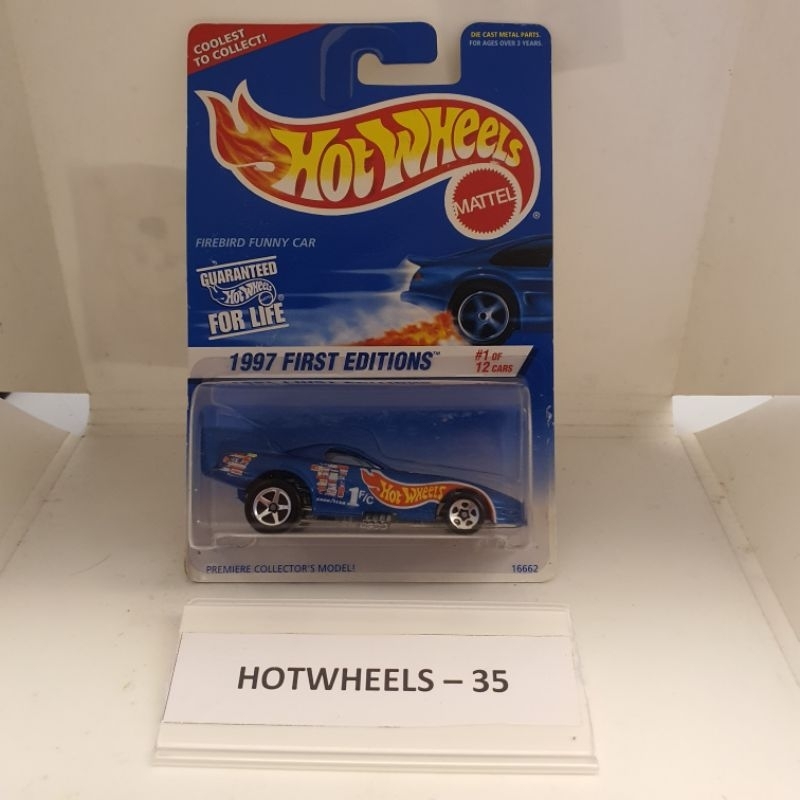 COOLEST
TO COLLECT!
DIE CAST METAL PARTS.
FOR AGES OVER 3 YEARS.
HOT WHEELS
MATTEL
®
FIREBIRD FUNNY CAR
GUARANTEED
HOT WHEELS ®
FOR LIFE
1997 FIRST EDITIONS™
#1 OF
12 CARS
1 F/C
HOT WHEELS
PREMIERE COLLECTOR'S MODEL!
16662
HOTWHEELS – 35